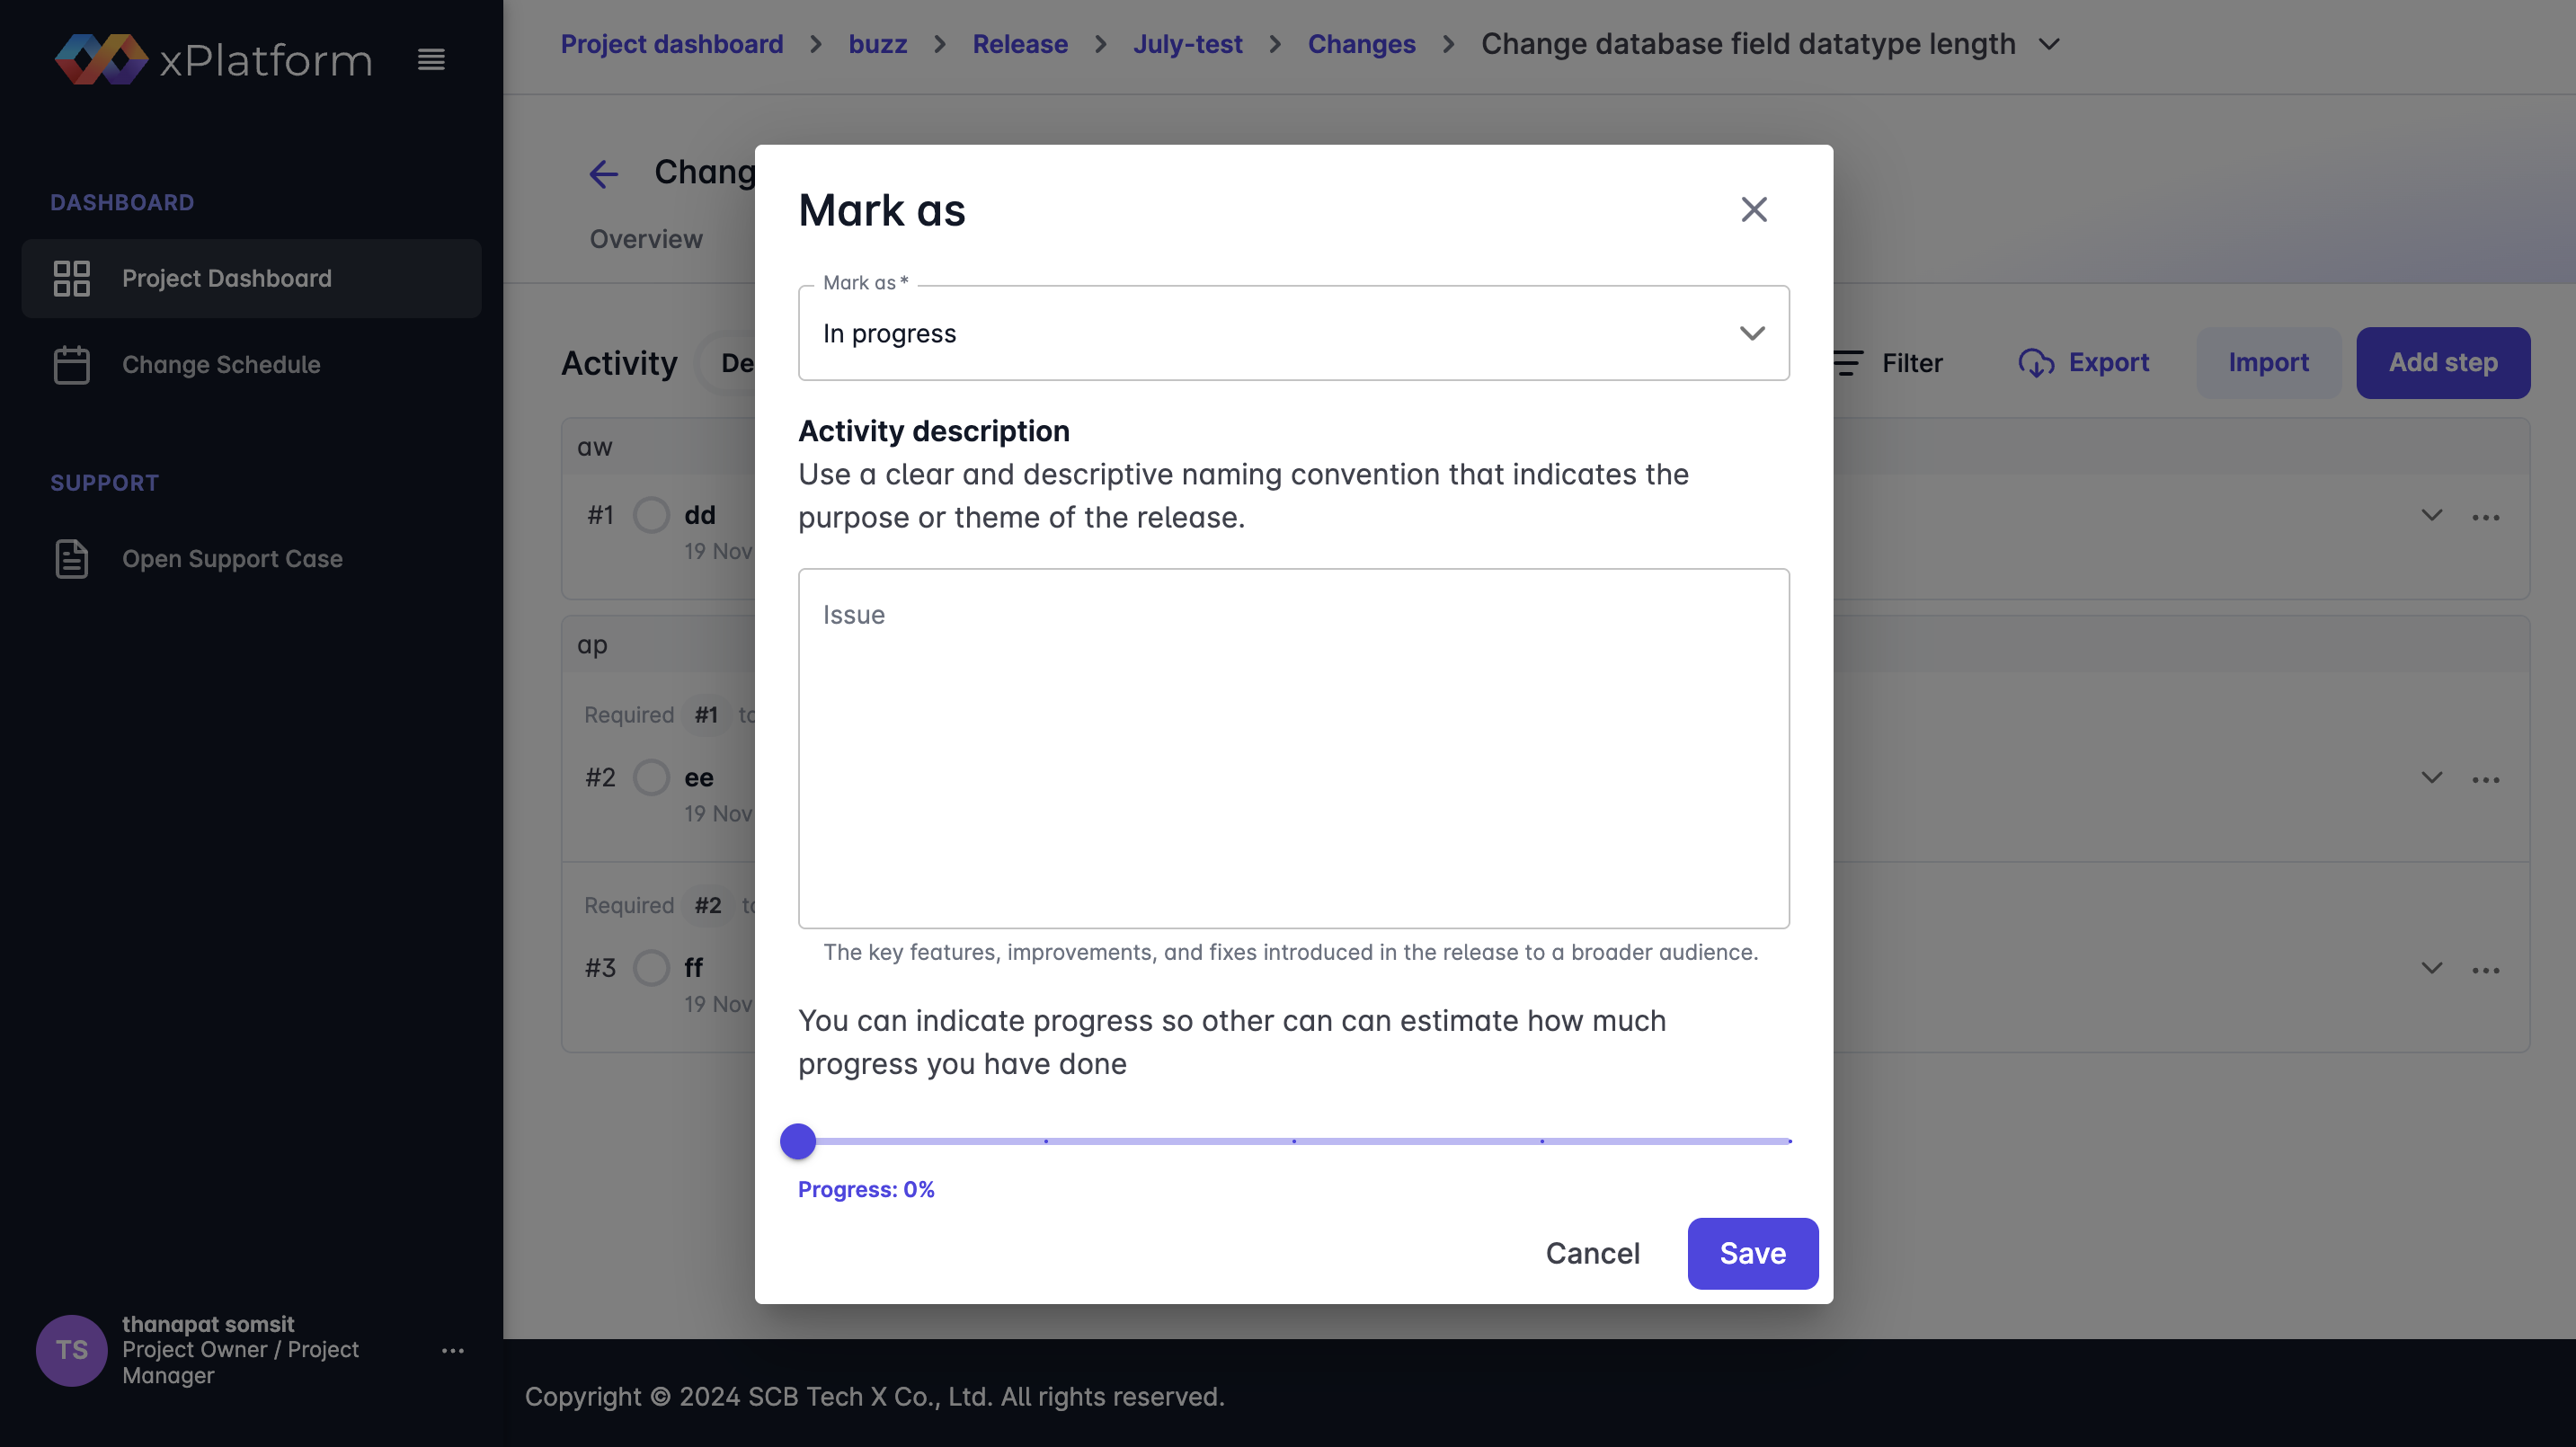 xPlatform
DASHBOARD
Project Dashboard
Change Schedule
SUPPORT
Open Support Case
TS
thanapat somsit
Project Owner / Project
Manager
Project dashboard > buzz > Release > July-test > Changes > Change database field datatype length
Overview
Activity
Filter
Export
Import
Add step
aw
#1 dd
19 Nov
ap
Required #1
#2 ee
19 Nov
Required #2
#3 ff
19 Nov
Mark as
Mark as *
In progress
Activity description
Use a clear and descriptive naming convention that indicates the
purpose or theme of the release.
Issue
The key features, improvements, and fixes introduced in the release to a broader audience.
You can indicate progress so other can can estimate how much
progress you have done
Progress: 0%
Cancel
Save
Copyright © 2024 SCB Tech X Co., Ltd. All rights reserved.